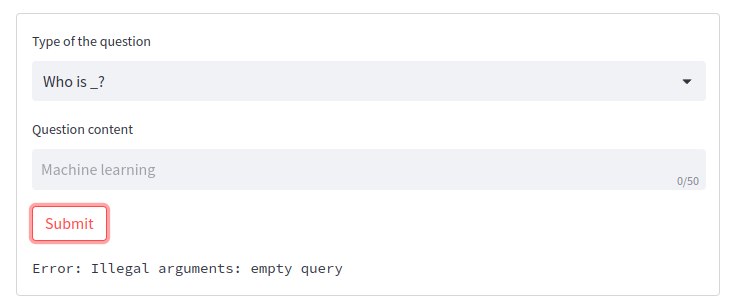 Type of the question
Who is _?
Question content
Machine learning
0/50
Submit
Error: Illegal arguments: empty query